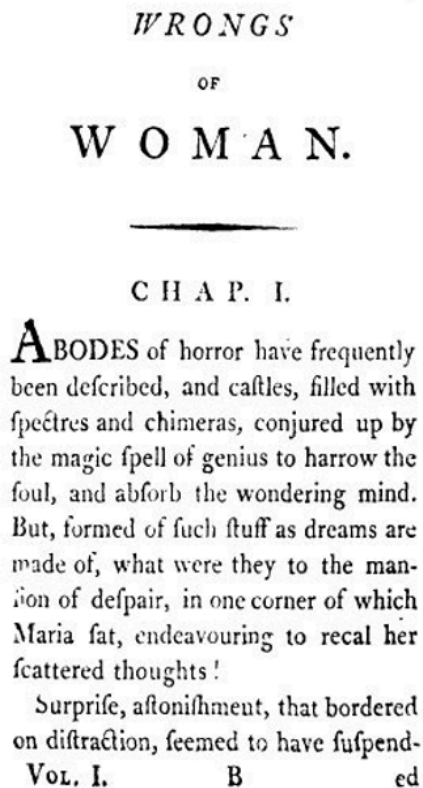 WRONGS
OF
WOMAN.
CHAP. I.
ABODES of horror have frequently
been deſcribed, and caſtles, filled with
ſpectres and chimeras, conjured up by
the magic ſpell of genius to harrow the
ſoul, and abſorb the wondering mind.
But, formed of ſuch ſtuff as dreams are
made of, what were they to the man-
ſion of deſpair, in one corner of which
Maria ſat, endeavouring to recal her
ſcattered thoughts!
Surpriſe, aſtoniſhment, that bordered
on diſtraction, ſeemed to have ſuſpend-
VOL. I. B ed